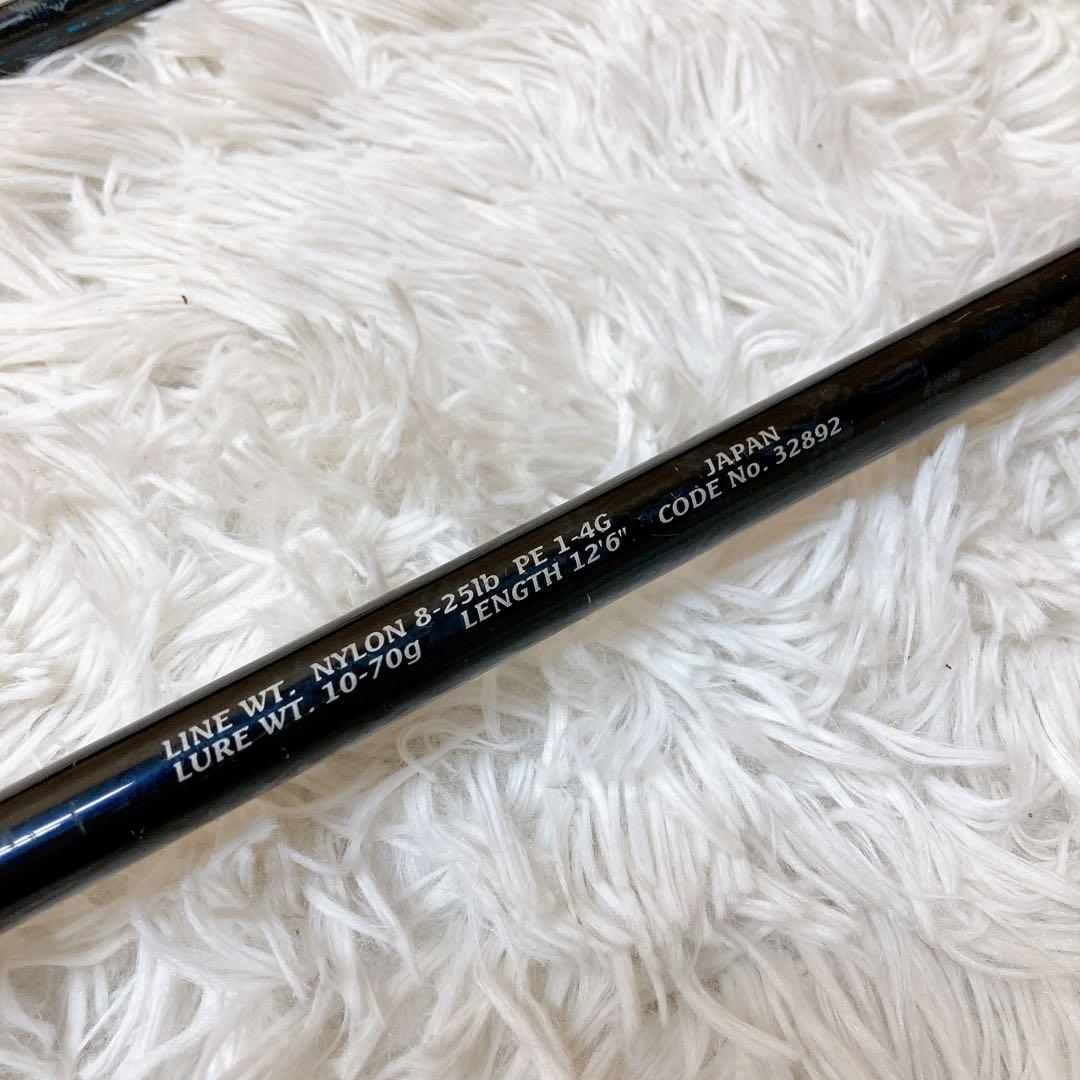 LINE WT. NYLON 8-25lb PE 1-4G
LURE WT. 10-70g LENGTH 12'6"
JAPAN
CODE No. 32892